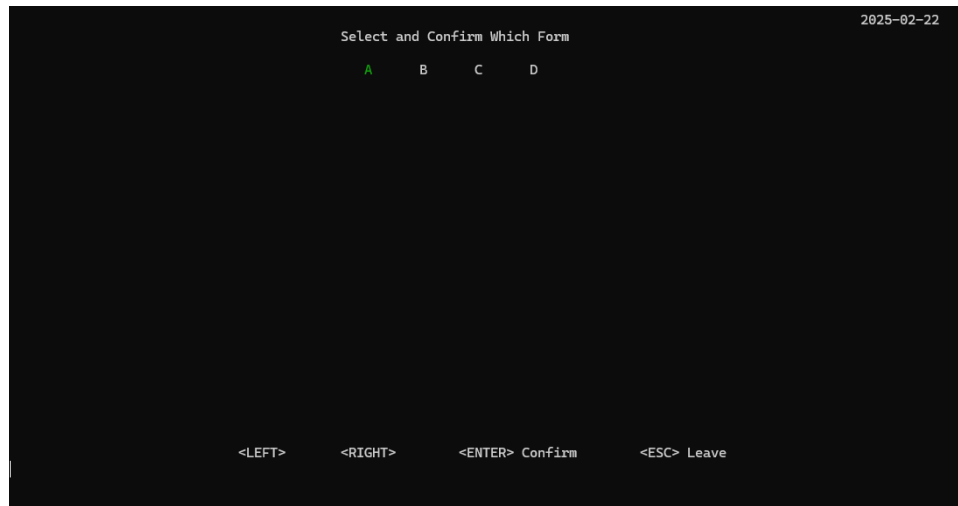 2025-02-22
Select and Confirm Which Form
A B C D
<LEFT> <RIGHT> <ENTER> Confirm <ESC> Leave